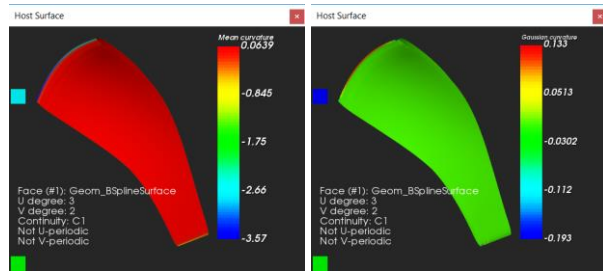 Host Surface
×
Mean curvature
0.0639
-0.845
-1.75
-2.66
-3.57
Face (#1): Geom_BSplineSurface
U degree: 3
V degree: 2
Continuity: C1
Not U-periodic
Not V-periodic
Host Surface
×
Gaussian curvature
0.133
0.0513
-0.0302
-0.112
-0.193
Face (#1): Geom_BSplineSurface
U degree: 3
V degree: 2
Continuity: C1
Not U-periodic
Not V-periodic